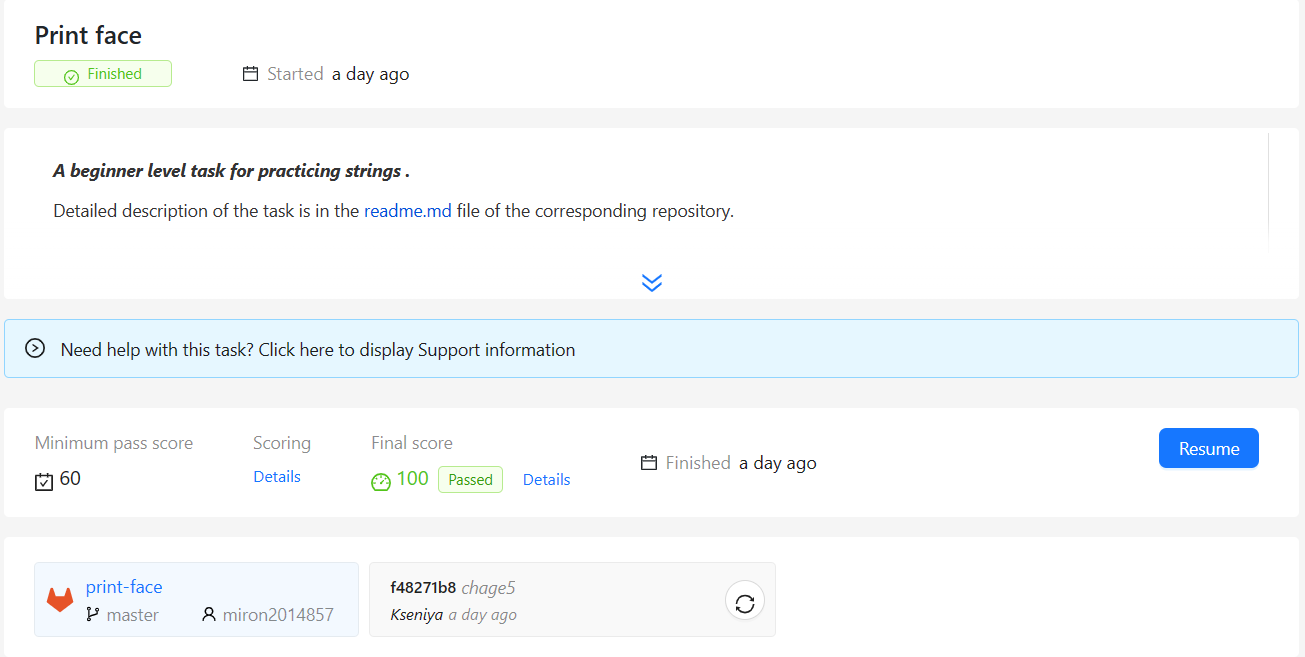 Print face
Finished
Started a day ago
A beginner level task for practicing strings .
Detailed description of the task is in the readme.md file of the corresponding repository.
Need help with this task? Click here to display Support information
Minimum pass score
60
Scoring
Details
Final score
100 Passed Details
Finished a day ago
Resume
print-face
master miron2014857
f48271b8 chage5
Kseniya a day ago